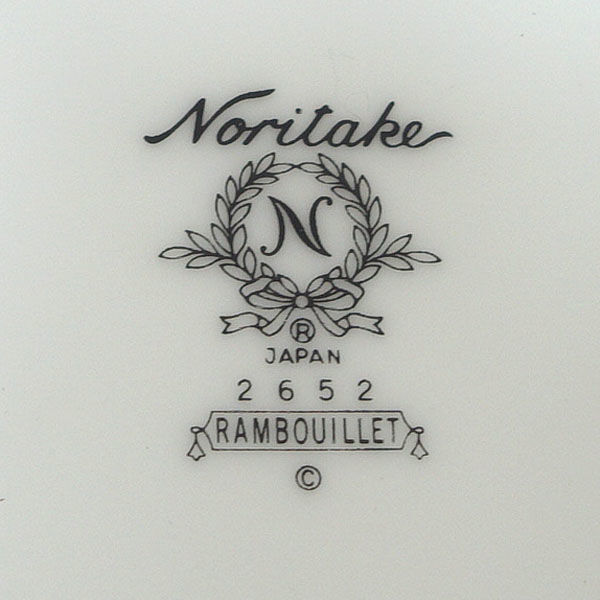 Noritake
N
®
JAPAN
2652
RAMBOUILLET
©